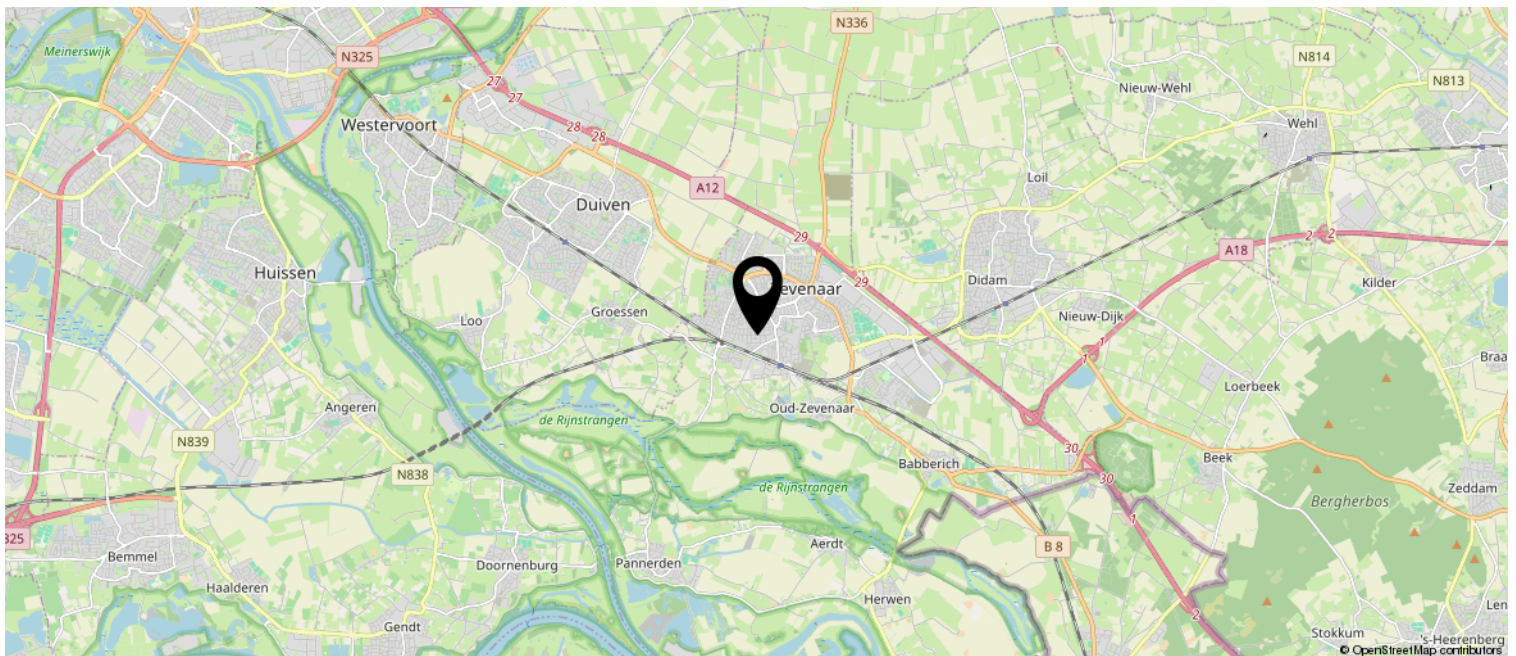 N336
Meinerswijk
N325
N814
27
27
N813
Nieuw-Wehl
Westervoort
28
28
Wehl
Loil
A12
Duiven
29
2
2
A18
Huissen
29
Didam
Kilder
evenaar
Groessen
Loo
Nieuw-Dijk
1
1
Braa
Loerbeek
Angeren
Oud-Zevenaar
de Rijnstrangen
N839
30
Beek
Babberich
N838
30
de Rijnstrangen
Zeddam
Bergherbos
1
325
Aerdt
B 8
Bemmel
Doornenburg
Pannerden
Haalderen
Herwen
Len
2
Gendt
Stokkum
's-Heerenberg
© OpenStreetMap contributors